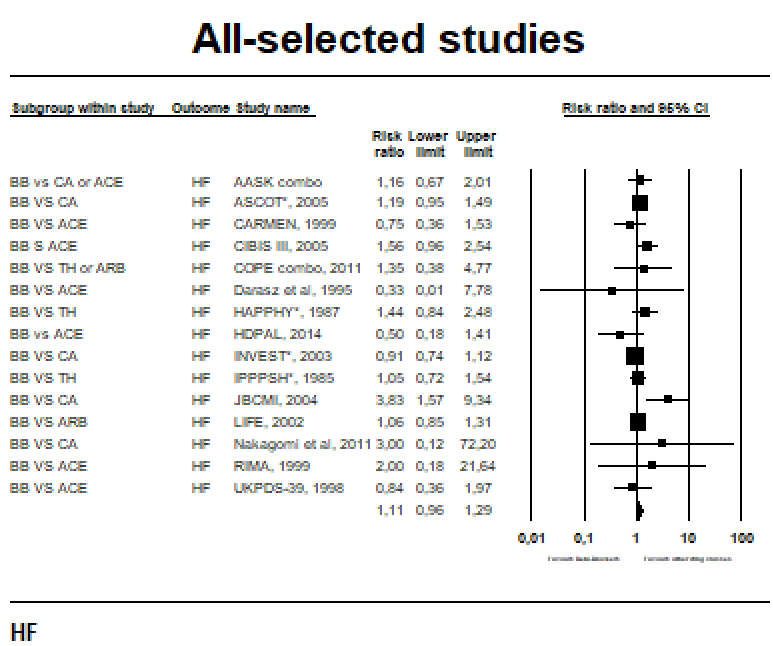 All-selected studies
Subgroup within study Outcome Study name Risk ratio and 95% CI
Risk Lower Upper
ratio limit limit
BB vs CA or ACE HF AASK combo 1,16 0,67 2,01
BB VS CA HF ASCOT*, 2005 1,19 0,95 1,49
BB VS ACE HF CARMEN, 1999 0,75 0,36 1,53
BB S ACE HF CIBIS III, 2005 1,56 0,96 2,54
BB VS TH or ARB HF COPE combo, 2011 1,35 0,38 4,77
BB VS ACE HF Darasz et al, 1995 0,33 0,01 7,78
BB VS TH HF HAPPHY*, 1987 1,44 0,84 2,48
BB vs ACE HF HDPAL, 2014 0,50 0,18 1,41
BB VS CA HF INVEST*, 2003 0,91 0,74 1,12
BB VS TH HF IPPPSH*, 1985 1,05 0,72 1,54
BB VS CA HF JBCMI, 2004 3,83 1,57 9,34
BB VS ARB HF LIFE, 2002 1,06 0,85 1,31
BB VS CA HF Nakagomi et al, 2011 3,00 0,12 72,20
BB VS ACE HF RIMA, 1999 2,00 0,18 21,64
BB VS ACE HF UKPDS-39, 1998 0,84 0,36 1,97
1,11 0,96 1,29
0,01 0,1 1 10 100
HF